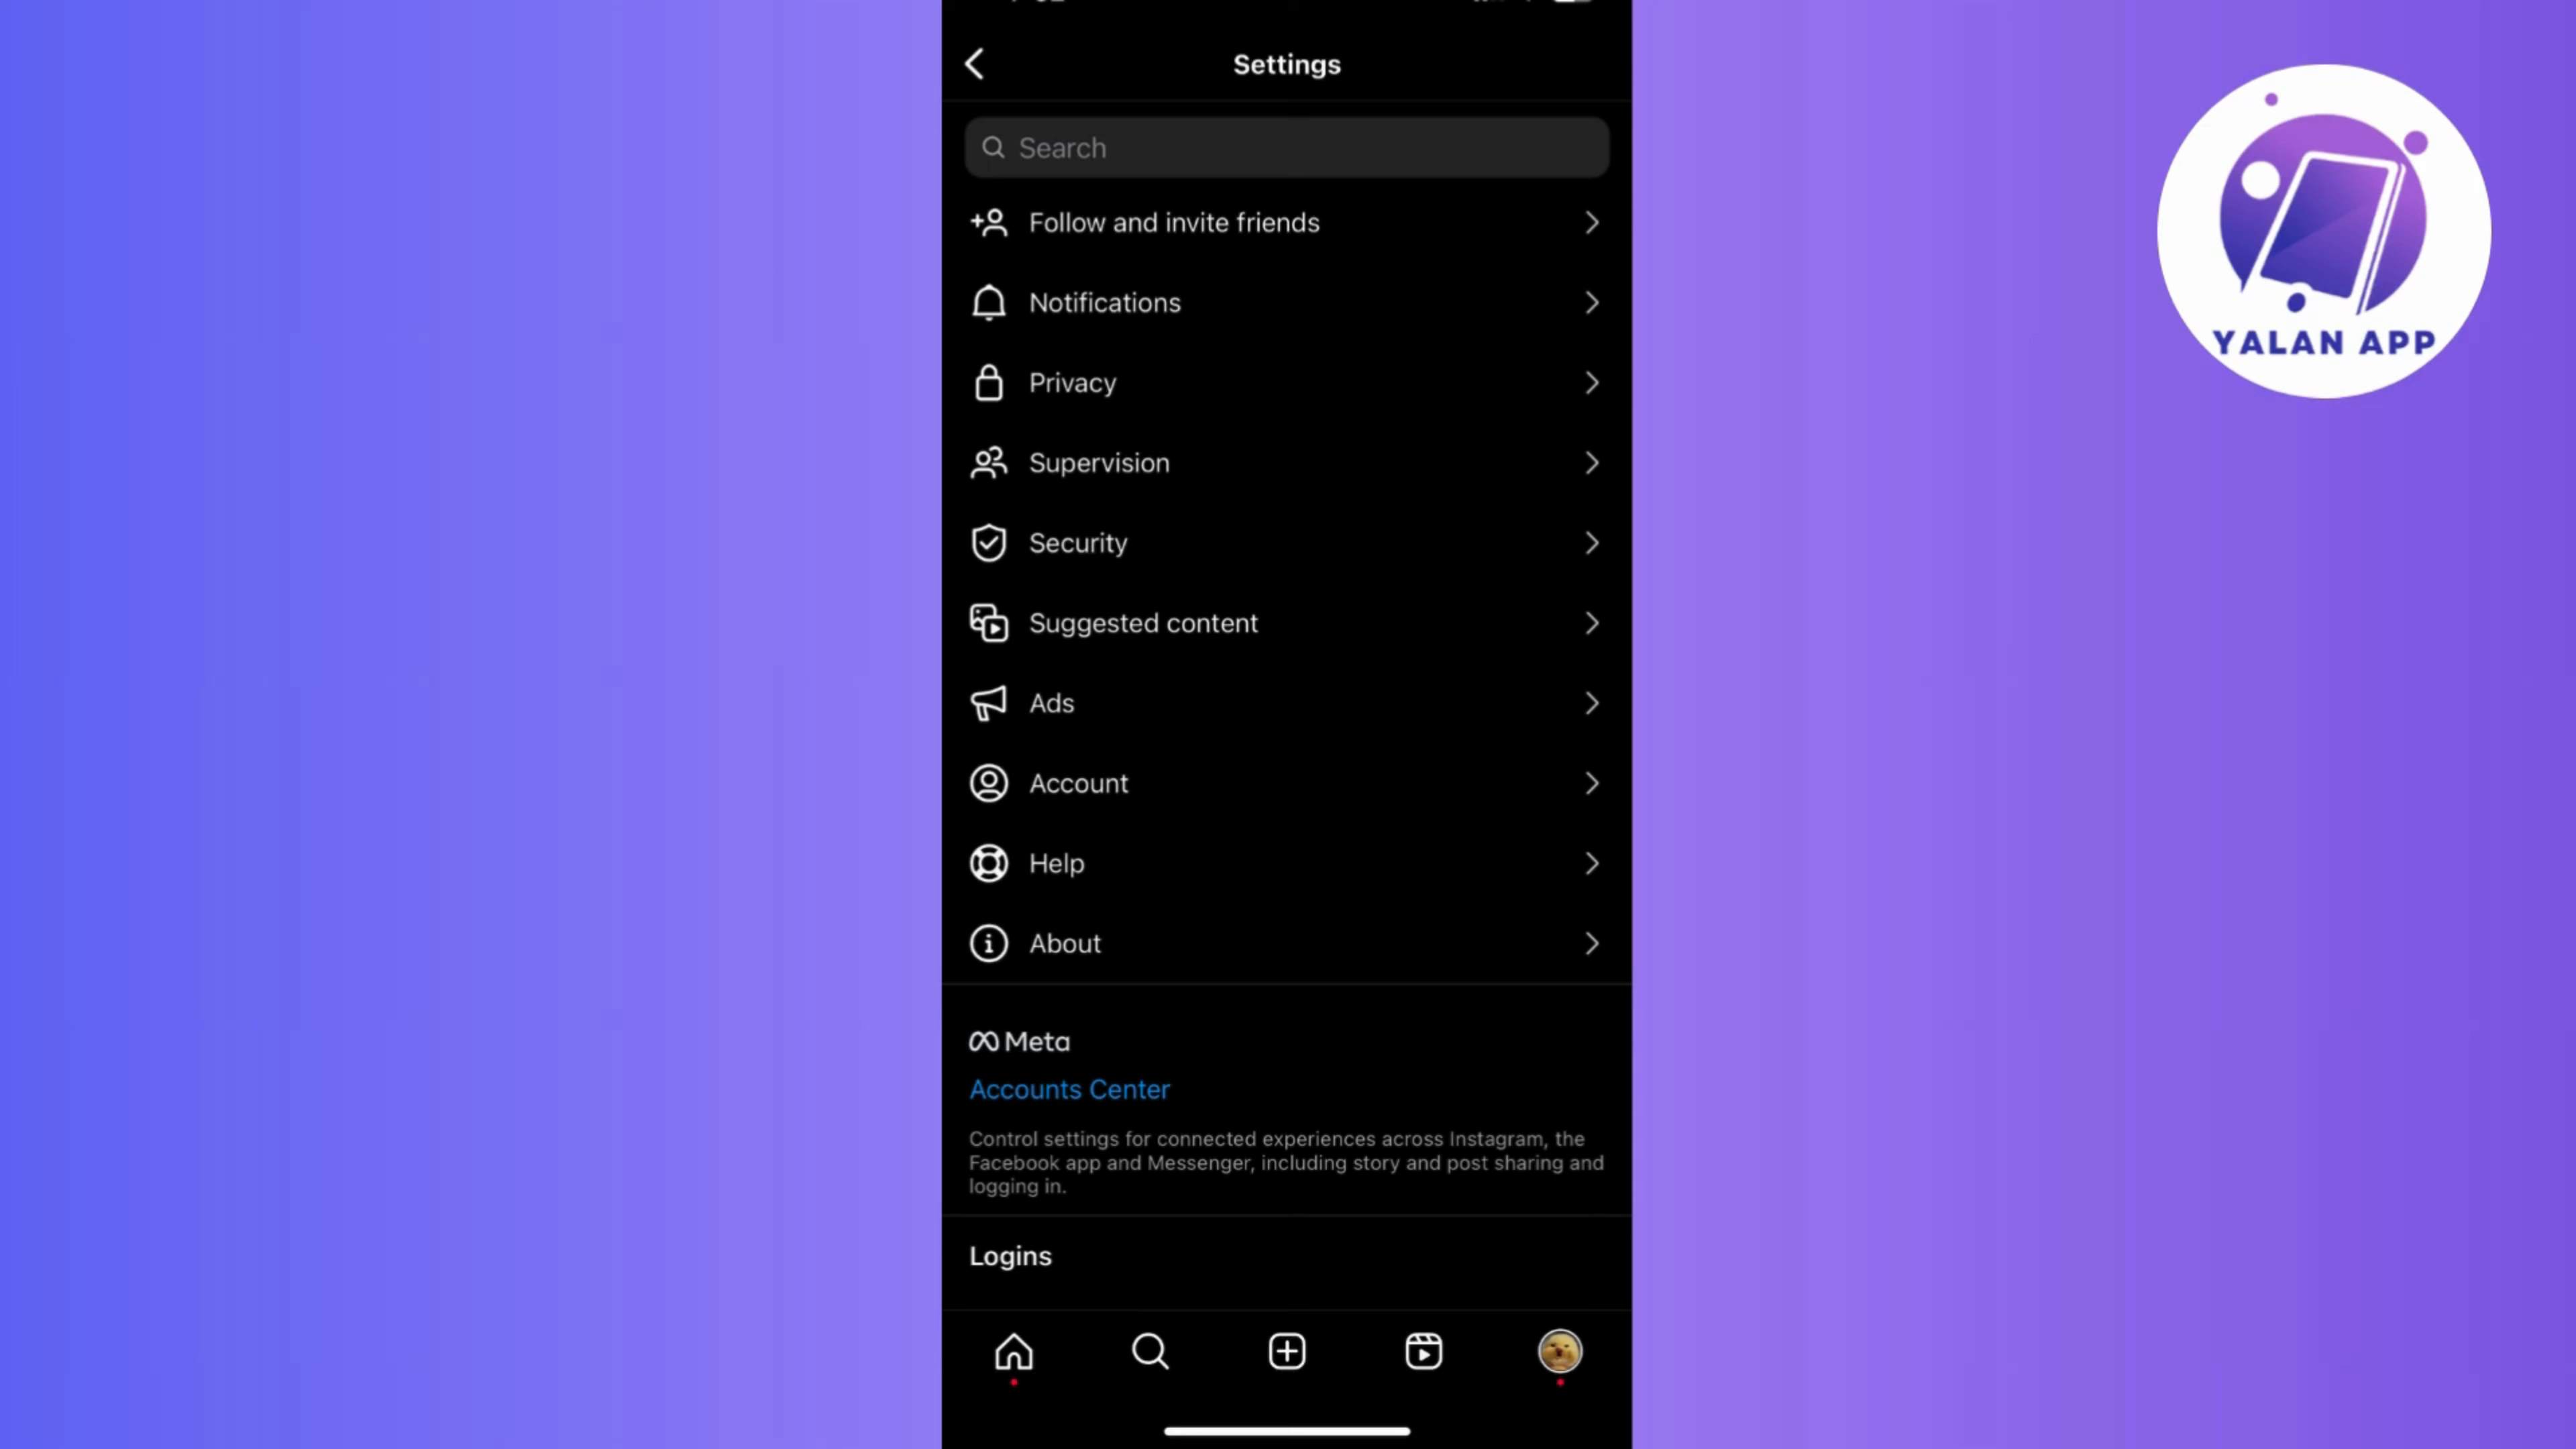 Settings
YALAN APP
Search
Follow and invite friends
Notifications
Privacy
Supervision
Security
Suggested content
Ads
Account
Help
About
Meta
Accounts Center
Control settings for connected experiences across Instagram, the
Facebook app and Messenger, including story and post sharing and
logging in.
Logins